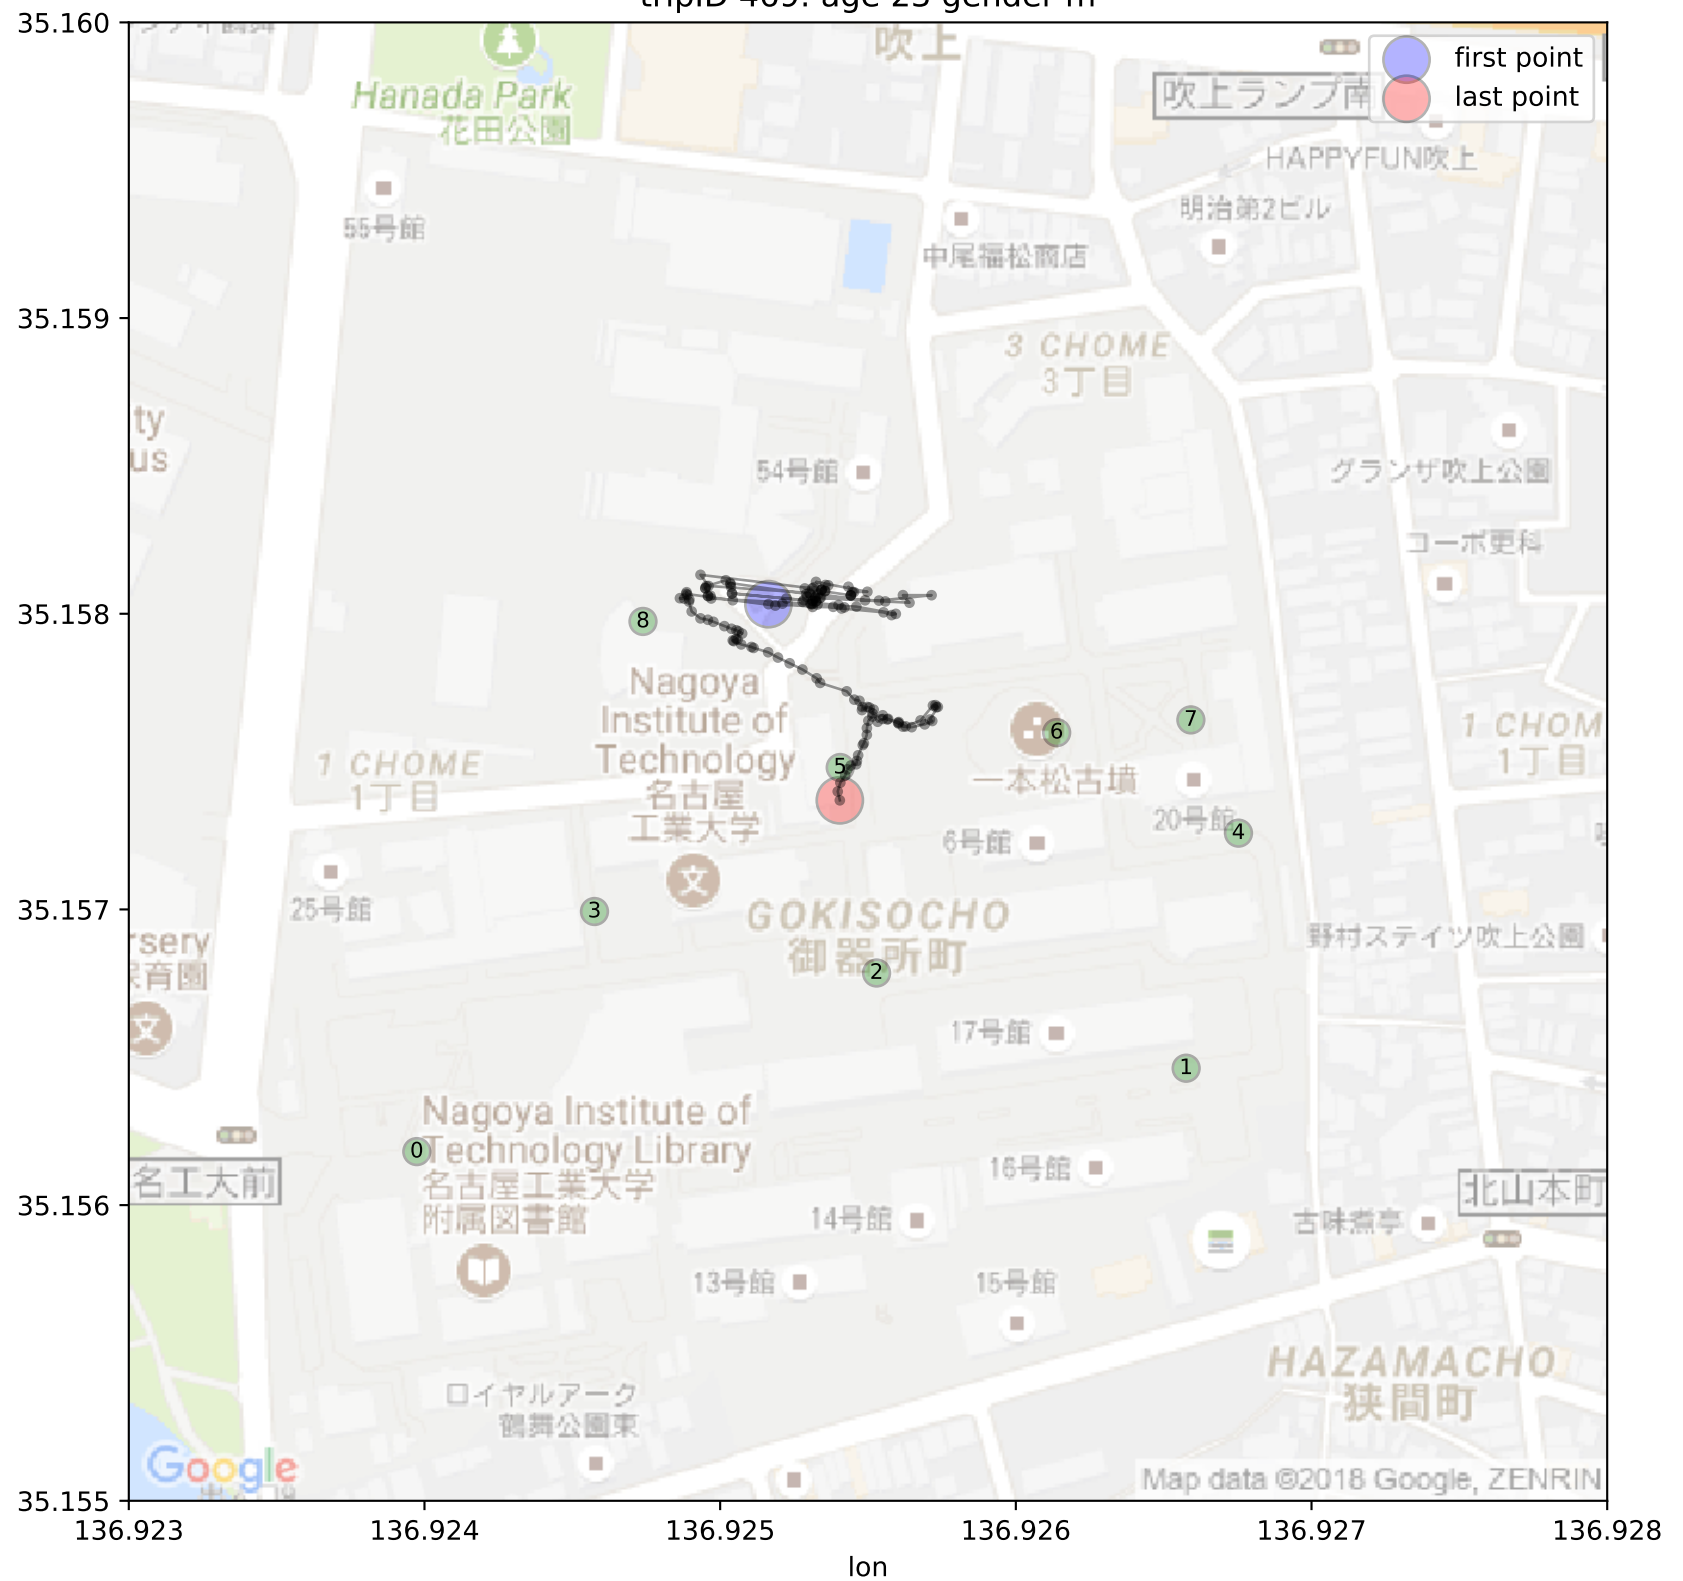 35.160
吹上
first point
last point
吹上ランプ南
Hanada Park
花田公園
HAPPYFUN吹上
55号館
明治第2ビル
中尾福松商店
35.159
3 CHOME
3丁目
ty
us
54号館
グランザ吹上公園
コーポ更科
35.158
8
Nagoya
Institute of
Technology
名古屋
工業大学
7
6
5
1 CHOM
1丁目
1 CHOME
1丁目
一本松古墳
20号館
4
6号館
25号館
3
35.157
GOKISOCHO
御器所町
rsery
保育園
野村ステイツ吹上公園
2
17号館
1
Nagoya Institute of
Technology Library
名古屋工業大学
附属図書館
0
名工大前
16号館
北山本町
35.156
14号館
古味煮亭
13号館
15号館
HAZAMACHO
狭間町
ロイヤルアーク
鶴舞公園東
Google
Map data ©2018 Google, ZENRIN
35.155
136.923
136.924
136.925
136.926
136.927
136.928
lon